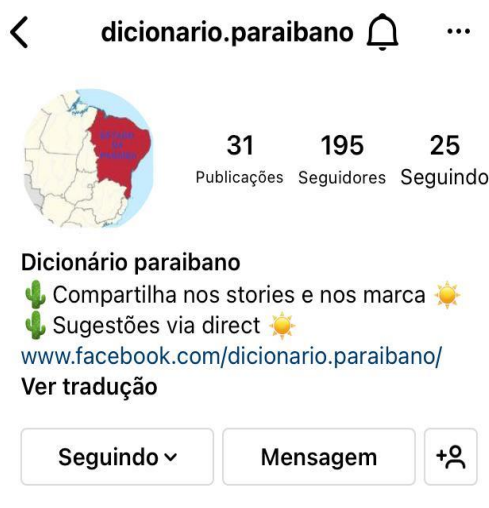 dicionario.paraibano
31 195 25
Publicações Seguidores Seguindo
Dicionário paraibano
🌵 Compartilha nos stories e nos marca ☀️
🌵 Sugestões via direct ☀️
www.facebook.com/dicionario.paraibano/
Ver tradução
Seguindo Mensagem